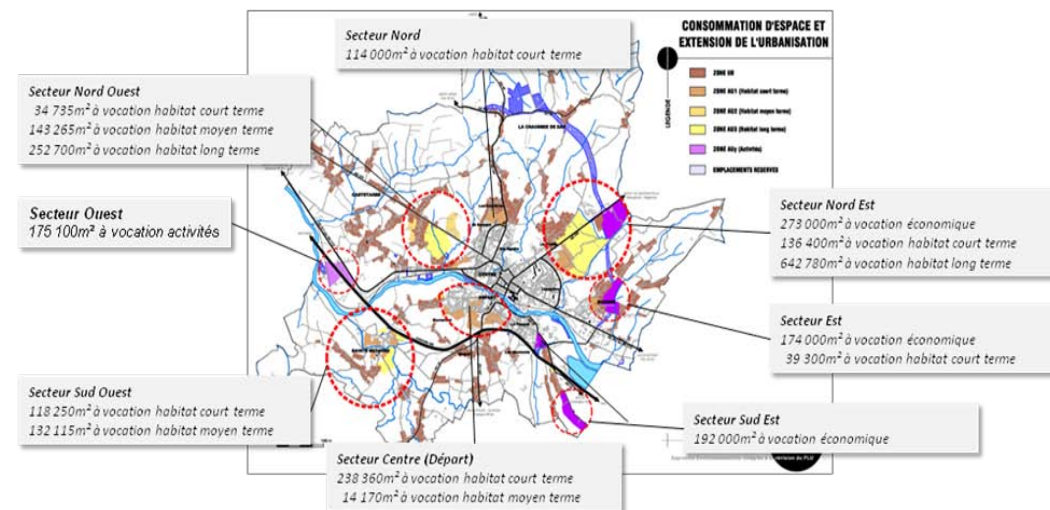 CONSOMMATION D'ESPACE ET
EXTENSION DE L'URBANISATION
LEGENDE
ZONE UH
ZONE AU1 (Habitat court terme)
ZONE AU2 (Habitat moyen terme)
ZONE AU3 (Habitat long terme)
ZONE AUy (Activités)
EMPLACEMENTS RESERVES
Secteur Nord
114 000m² à vocation habitat court terme
Secteur Nord Ouest
34 735m² à vocation habitat court terme
143 265m² à vocation habitat moyen terme
252 700m² à vocation habitat long terme
Secteur Ouest
175 100m² à vocation activités
Secteur Nord Est
273 000m² à vocation économique
136 400m² à vocation habitat court terme
642 780m² à vocation habitat long terme
Secteur Est
174 000m² à vocation économique
39 300m² à vocation habitat court terme
Secteur Sud Ouest
118 250m² à vocation habitat court terme
132 115m² à vocation habitat moyen terme
Secteur Sud Est
192 000m² à vocation économique
Secteur Centre (Départ)
238 360m² à vocation habitat court terme
14 170m² à vocation habitat moyen terme
CENTRE